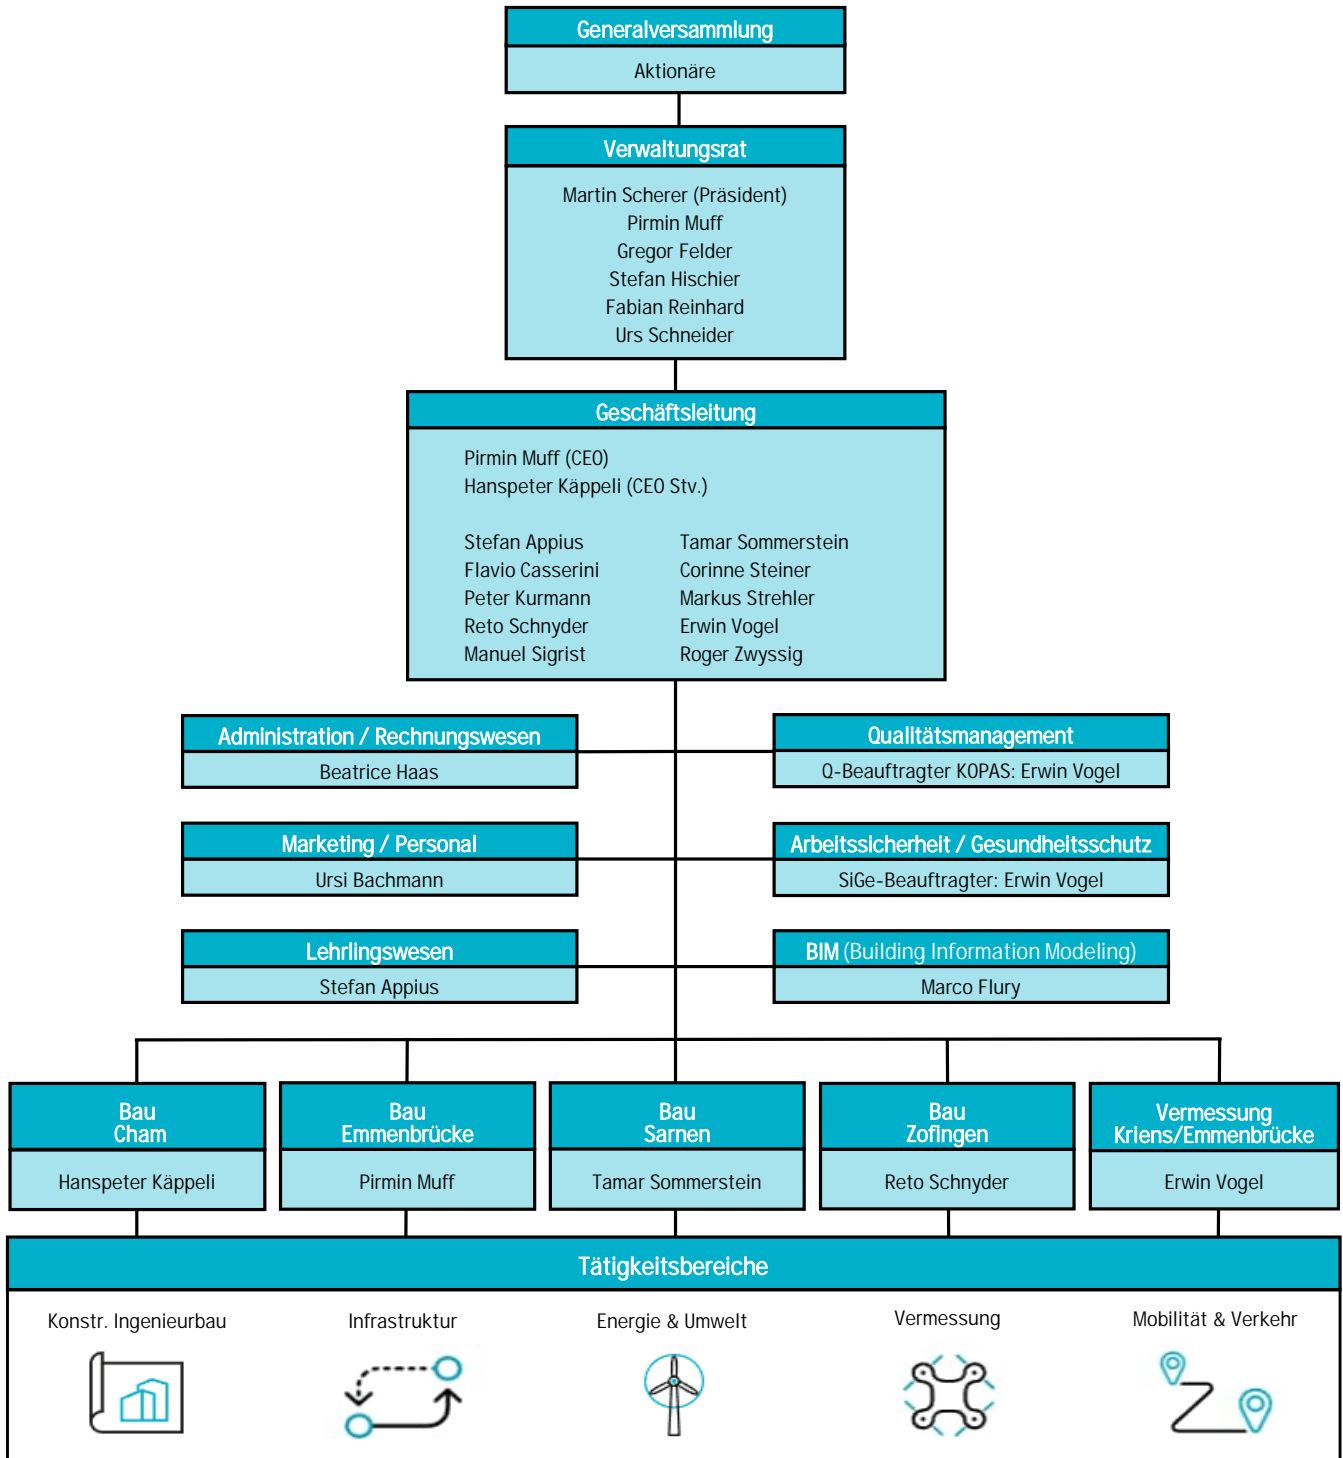 Generalversammlung
Aktionäre
Verwaltungsrat
Martin Scherer (Präsident)
Pirmin Muff
Gregor Felder
Stefan Hischier
Fabian Reinhard
Urs Schneider
Geschäftsleitung
Pirmin Muff (CEO)
Hanspeter Käppeli (CEO Stv.)
Stefan Appius Tamar Sommerstein
Flavio Casserini Corinne Steiner
Peter Kurmann Markus Strehler
Reto Schnyder Erwin Vogel
Manuel Sigrist Roger Zwyssig
Administration / Rechnungswesen
Beatrice Haas
Qualitätsmanagement
Q-Beauftragter KOPAS: Erwin Vogel
Marketing / Personal
Ursi Bachmann
Arbeitssicherheit / Gesundheitsschutz
SiGe-Beauftragter: Erwin Vogel
Lehrlingswesen
Stefan Appius
BIM (Building Information Modeling)
Marco Flury
Bau
Cham
Hanspeter Käppeli
Bau
Emmenbrücke
Pirmin Muff
Bau
Sarnen
Tamar Sommerstein
Bau
Zofingen
Reto Schnyder
Vermessung
Kriens/Emmenbrücke
Erwin Vogel
Tätigkeitsbereiche
Konstr. Ingenieurbau
Infrastruktur
Energie & Umwelt
Vermessung
Mobilität & Verkehr